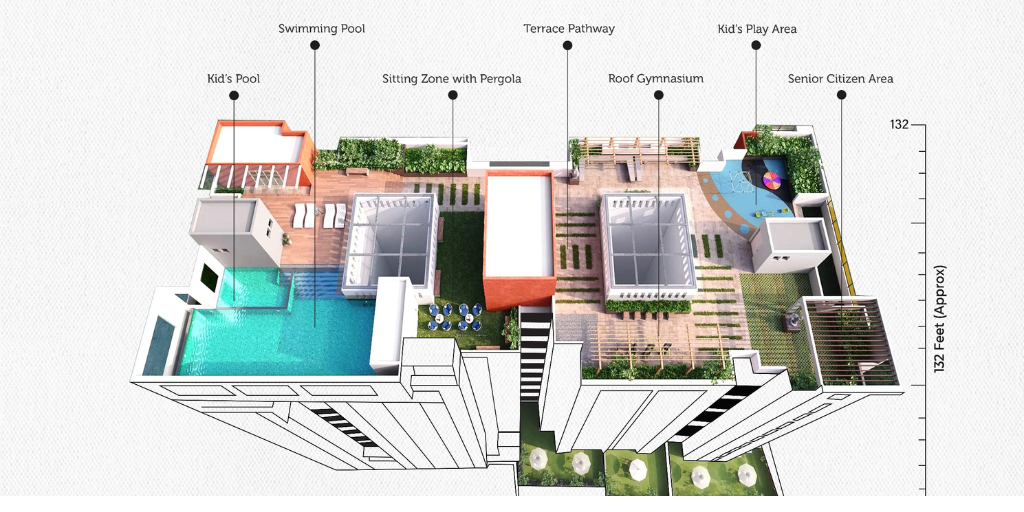 Swimming Pool
Terrace Pathway
Kid's Play Area
Kid's Pool
Sitting Zone with Pergola
Roof Gymnasium
Senior Citizen Area
132
132 Feet (Approx)